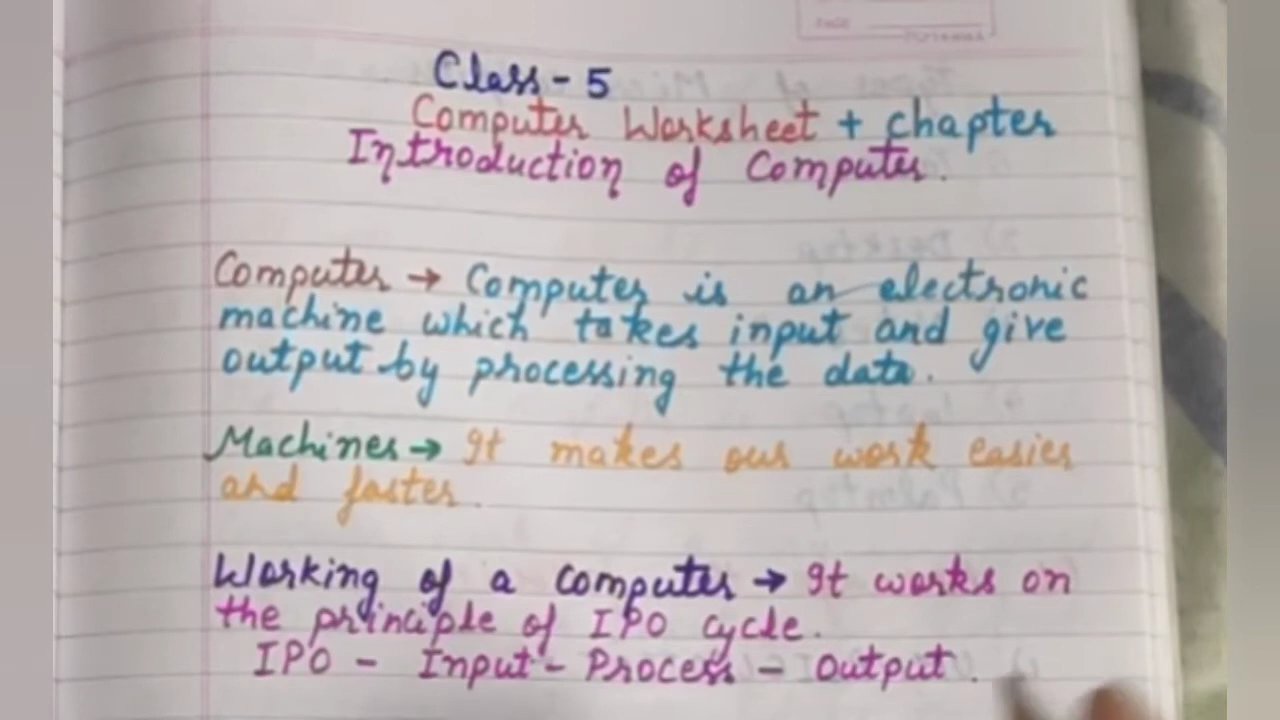 Class - 5
Computer Worksheet + chapter
Introduction of Computer.
Computer → Computer is an electronic
machine which takes input and give
output by processing the data.
Machines → It makes our work easier
and faster.
Working of a computer → It works on
the principle of IPO cycle.
IPO - Input - Process - Output.